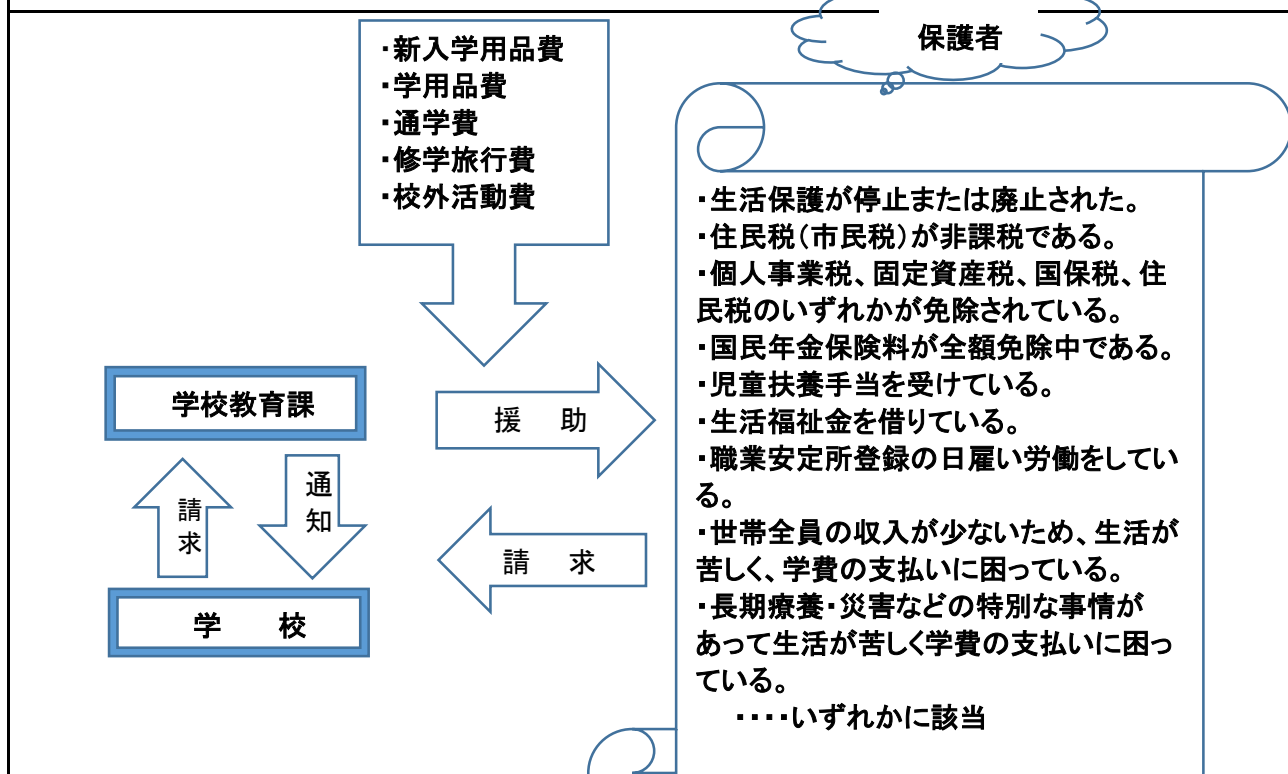 ・新入学用品費
・学用品費
・通学費
・修学旅行費
・校外活動費
保護者
・生活保護が停止または廃止された。
・住民税（市民税）が非課税である。
・個人事業税、固定資産税、国保税、住
民税のいずれかが免除されている。
・国民年金保険料が全額免除中である。
・児童扶養手当を受けている。
・生活福祉金を借りている。
・職業安定所登録の日雇い労働をしてい
る。
・世帯全員の収入が少ないため、生活が
苦しく、学費の支払いに困っている。
・長期療養・災害などの特別な事情が
あって生活が苦しく学費の支払いに困っ
ている。
・・・・いずれかに該当
学校教育課
援　助
請求
通知
請　求
学　校